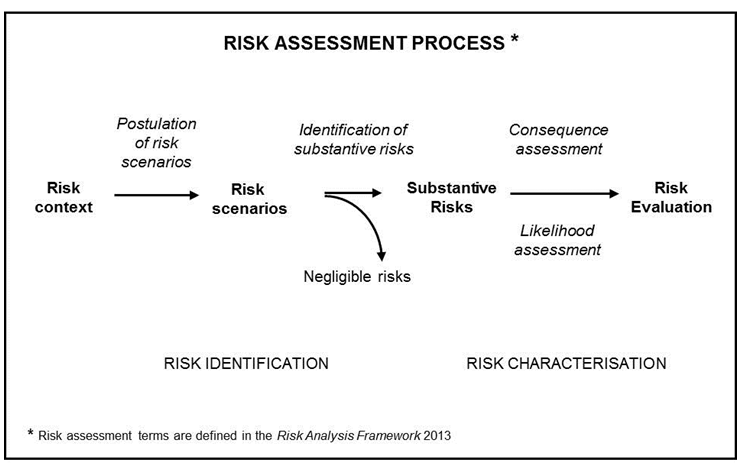 RISK ASSESSMENT PROCESS *
Postulation
of risk
scenarios
Identification of
substantive risks
Consequence
assessment
Risk
context
Risk
scenarios
Substantive
Risks
Risk
Evaluation
Likelihood
assessment
Negligible risks
RISK IDENTIFICATION
RISK CHARACTERISATION
* Risk assessment terms are defined in the Risk Analysis Framework 2013